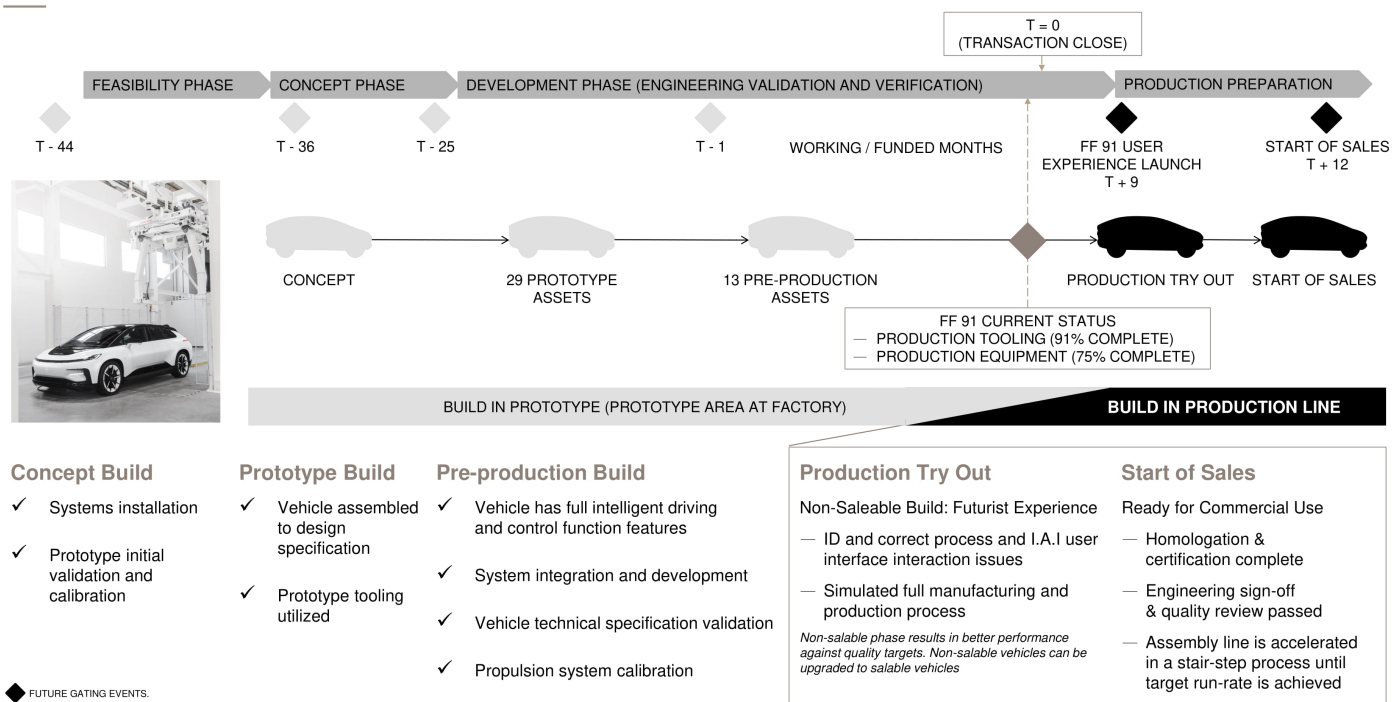 T = 0
(TRANSACTION CLOSE)
FEASIBILITY PHASE
CONCEPT PHASE
DEVELOPMENT PHASE (ENGINEERING VALIDATION AND VERIFICATION)
PRODUCTION PREPARATION
T - 44
T - 36
T - 25
T - 1
WORKING / FUNDED MONTHS
FF 91 USER
EXPERIENCE LAUNCH
T + 9
START OF SALES
T + 12
CONCEPT
29 PROTOTYPE
ASSETS
13 PRE-PRODUCTION
ASSETS
PRODUCTION TRY OUT
START OF SALES
FF 91 CURRENT STATUS
— PRODUCTION TOOLING (91% COMPLETE)
— PRODUCTION EQUIPMENT (75% COMPLETE)
BUILD IN PROTOTYPE (PROTOTYPE AREA AT FACTORY)
BUILD IN PRODUCTION LINE
Concept Build
✓ Systems installation
✓ Prototype initial
validation and
calibration
Prototype Build
✓ Vehicle assembled
to design
specification
✓ Prototype tooling
utilized
Pre-production Build
✓ Vehicle has full intelligent driving
and control function features
✓ System integration and development
✓ Vehicle technical specification validation
✓ Propulsion system calibration
Production Try Out
Non-Saleable Build: Futurist Experience
— ID and correct process and I.A.I user
interface interaction issues
— Simulated full manufacturing and
production process
Non-salable phase results in better performance
against quality targets. Non-salable vehicles can be
upgraded to salable vehicles
Start of Sales
Ready for Commercial Use
— Homologation &
certification complete
— Engineering sign-off
& quality review passed
— Assembly line is accelerated
in a stair-step process until
target run-rate is achieved
FUTURE GATING EVENTS.